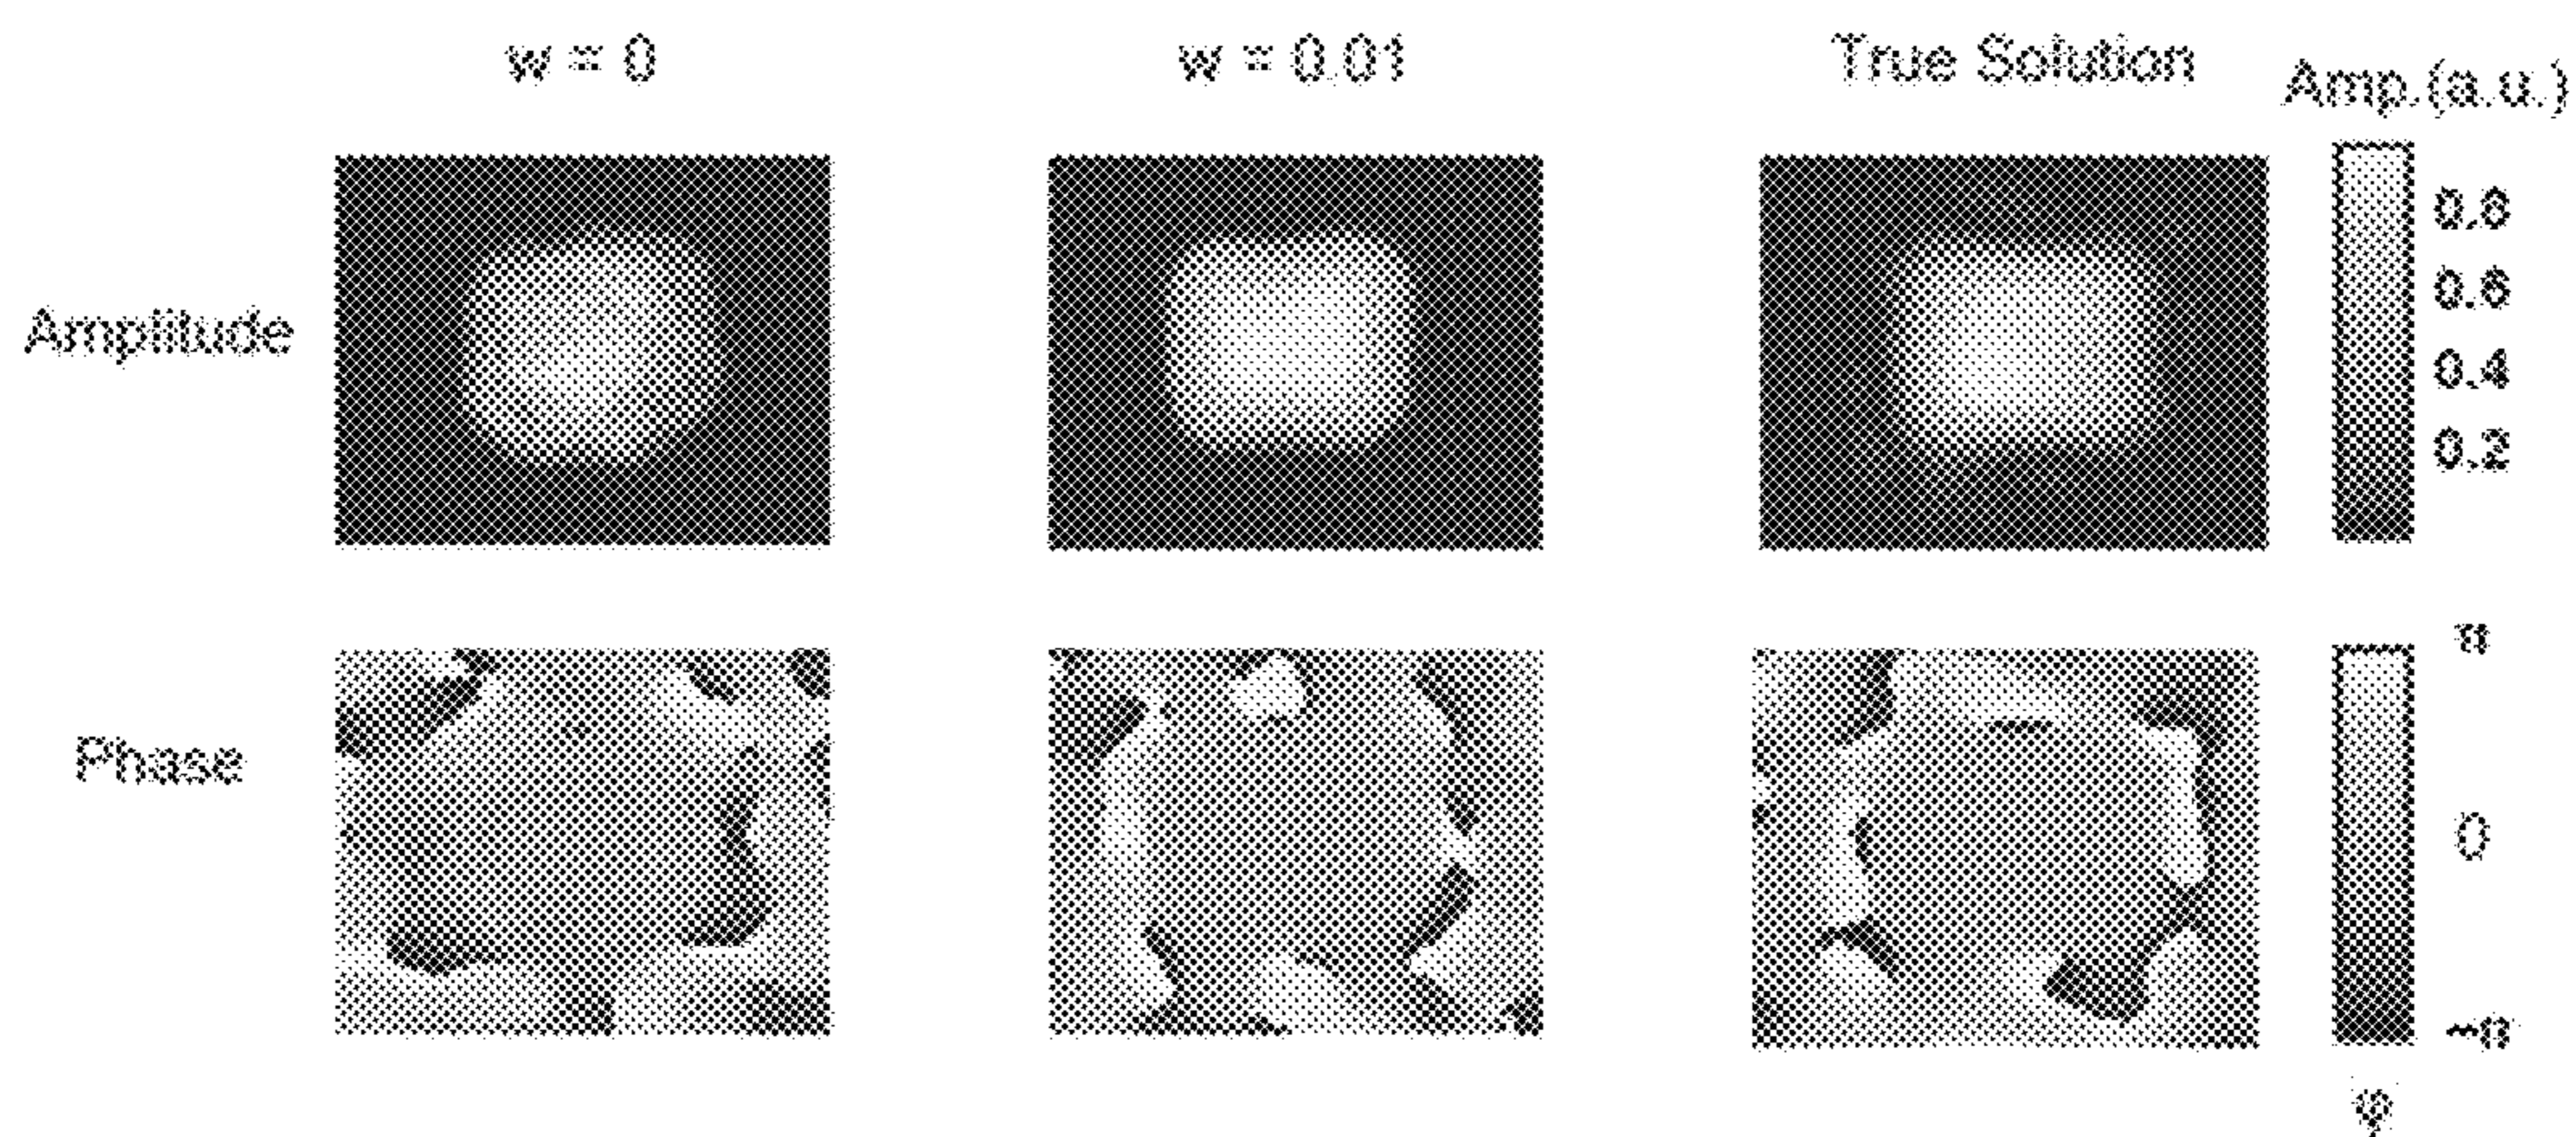 w = 0
w = 0.01
True Solution
Amp.(a.u.)
Amplitude
0.8
0.6
0.4
0.2
Phase
π
0
-π
φ